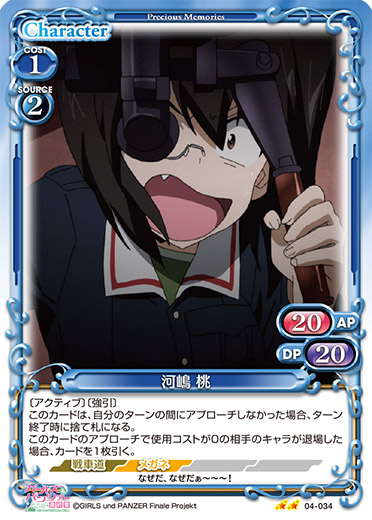 Precious Memories
Character
COST
1
SOURCE
2
20 AP
DP 20
河嶋 桃
〔アクティブ〕〔強引〕
このカードは、自分のターンの間にアプローチしなかった場合、ターン
終了時に捨て札になる。
このカードのアプローチで使用コストが0の相手のキャラが退場した場
合、カードを1枚引く。
戦車道 メガネ
なぜだ、なぜだぁ〜〜〜!
©GIRLS und PANZER Finale Projekt
04-034